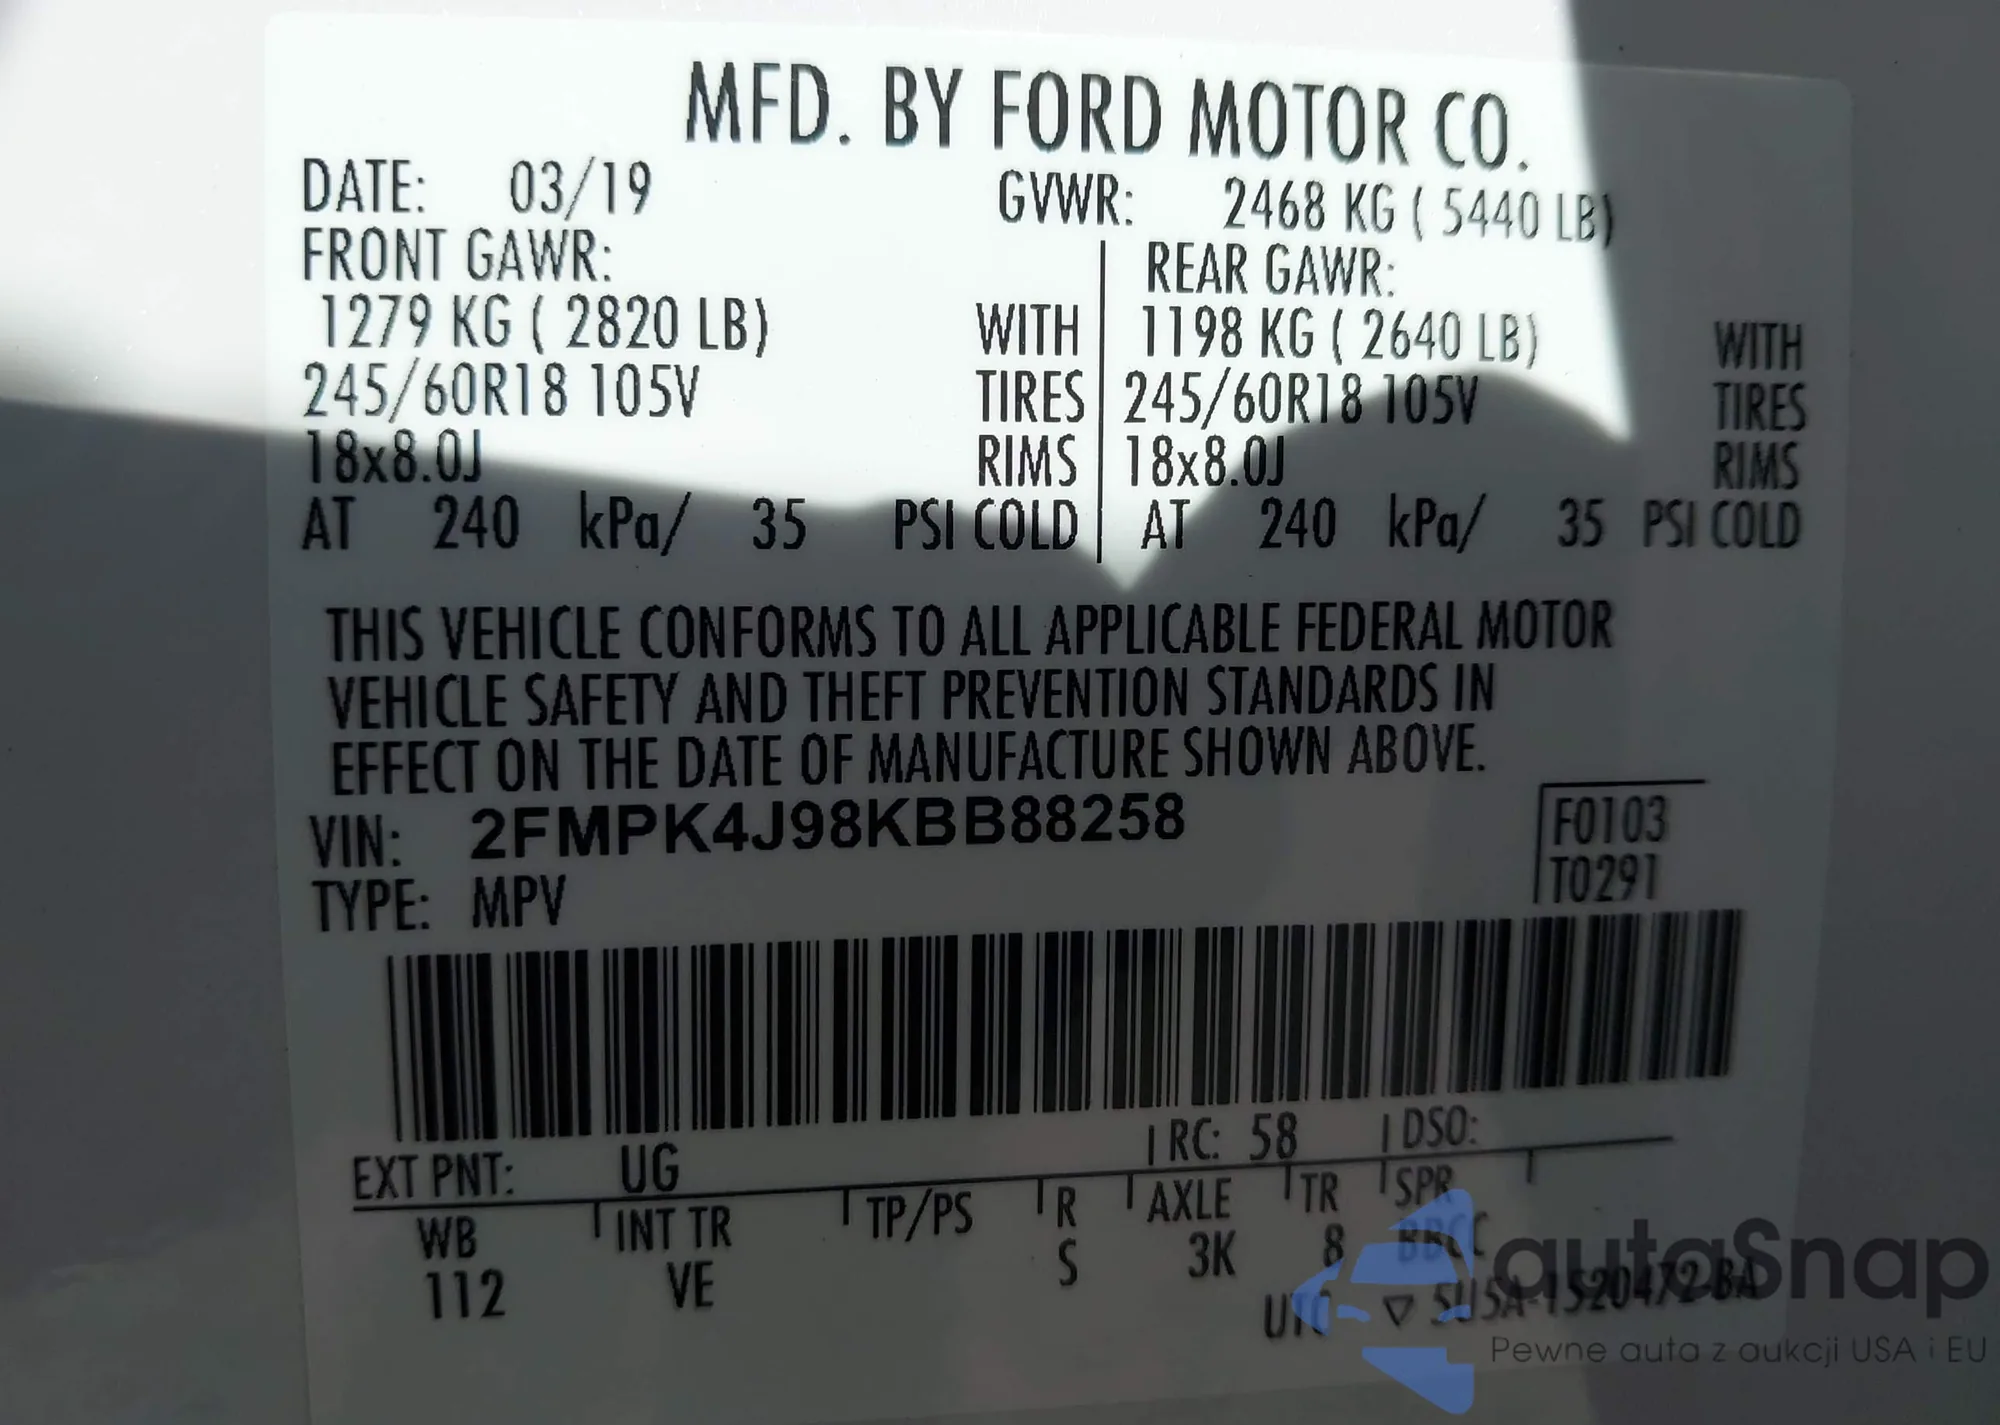 MFD. BY FORD MOTOR CO.
DATE: 03/19 GVWR: 2468 KG ( 5440 LB)
FRONT GAWR: REAR GAWR:
1279 KG ( 2820 LB) WITH 1198 KG ( 2640 LB) WITH
245/60R18 105V TIRES 245/60R18 105V TIRES
18x8.0J RIMS 18x8.0J RIMS
AT 240 kPa/ 35 PSI COLD AT 240 kPa/ 35 PSI COLD
THIS VEHICLE CONFORMS TO ALL APPLICABLE FEDERAL MOTOR
VEHICLE SAFETY AND THEFT PREVENTION STANDARDS IN
EFFECT ON THE DATE OF MANUFACTURE SHOWN ABOVE.
VIN: 2FMPK4J98KBB88258 F0103
TYPE: MPV T0291
EXT PNT: UG RC: 58 DSO:
WB INT TR TP/PS R AXLE TR SPR
112 VE S 3K 8 BBCC
UTC ▽ 5U5A-1520472-BA
autoSnap
Pewne auta z aukcji USA i EU